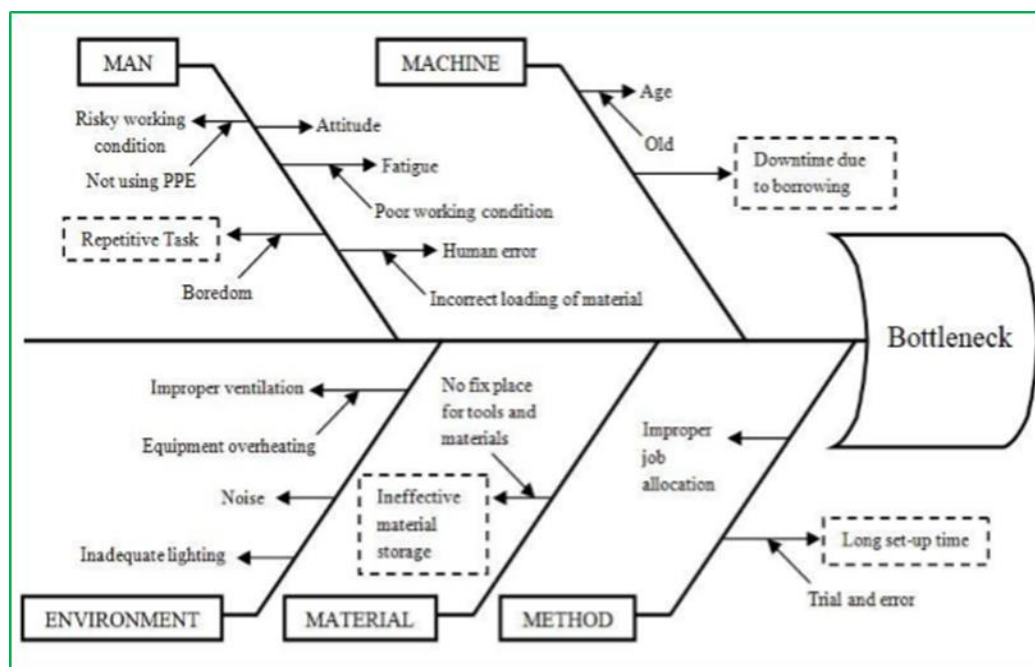 MAN
MACHINE
Risky working
condition
Not using PPE
Attitude
Fatigue
Poor working condition
Repetitive Task
Boredom
Human error
Incorrect loading of material
Age
Old
Downtime due
to borrowing
Bottleneck
Improper ventilation
Equipment overheating
Noise
Inadequate lighting
No fix place
for tools and
materials
Ineffective
material
storage
Improper
job
allocation
Long set-up time
Trial and error
ENVIRONMENT
MATERIAL
METHOD